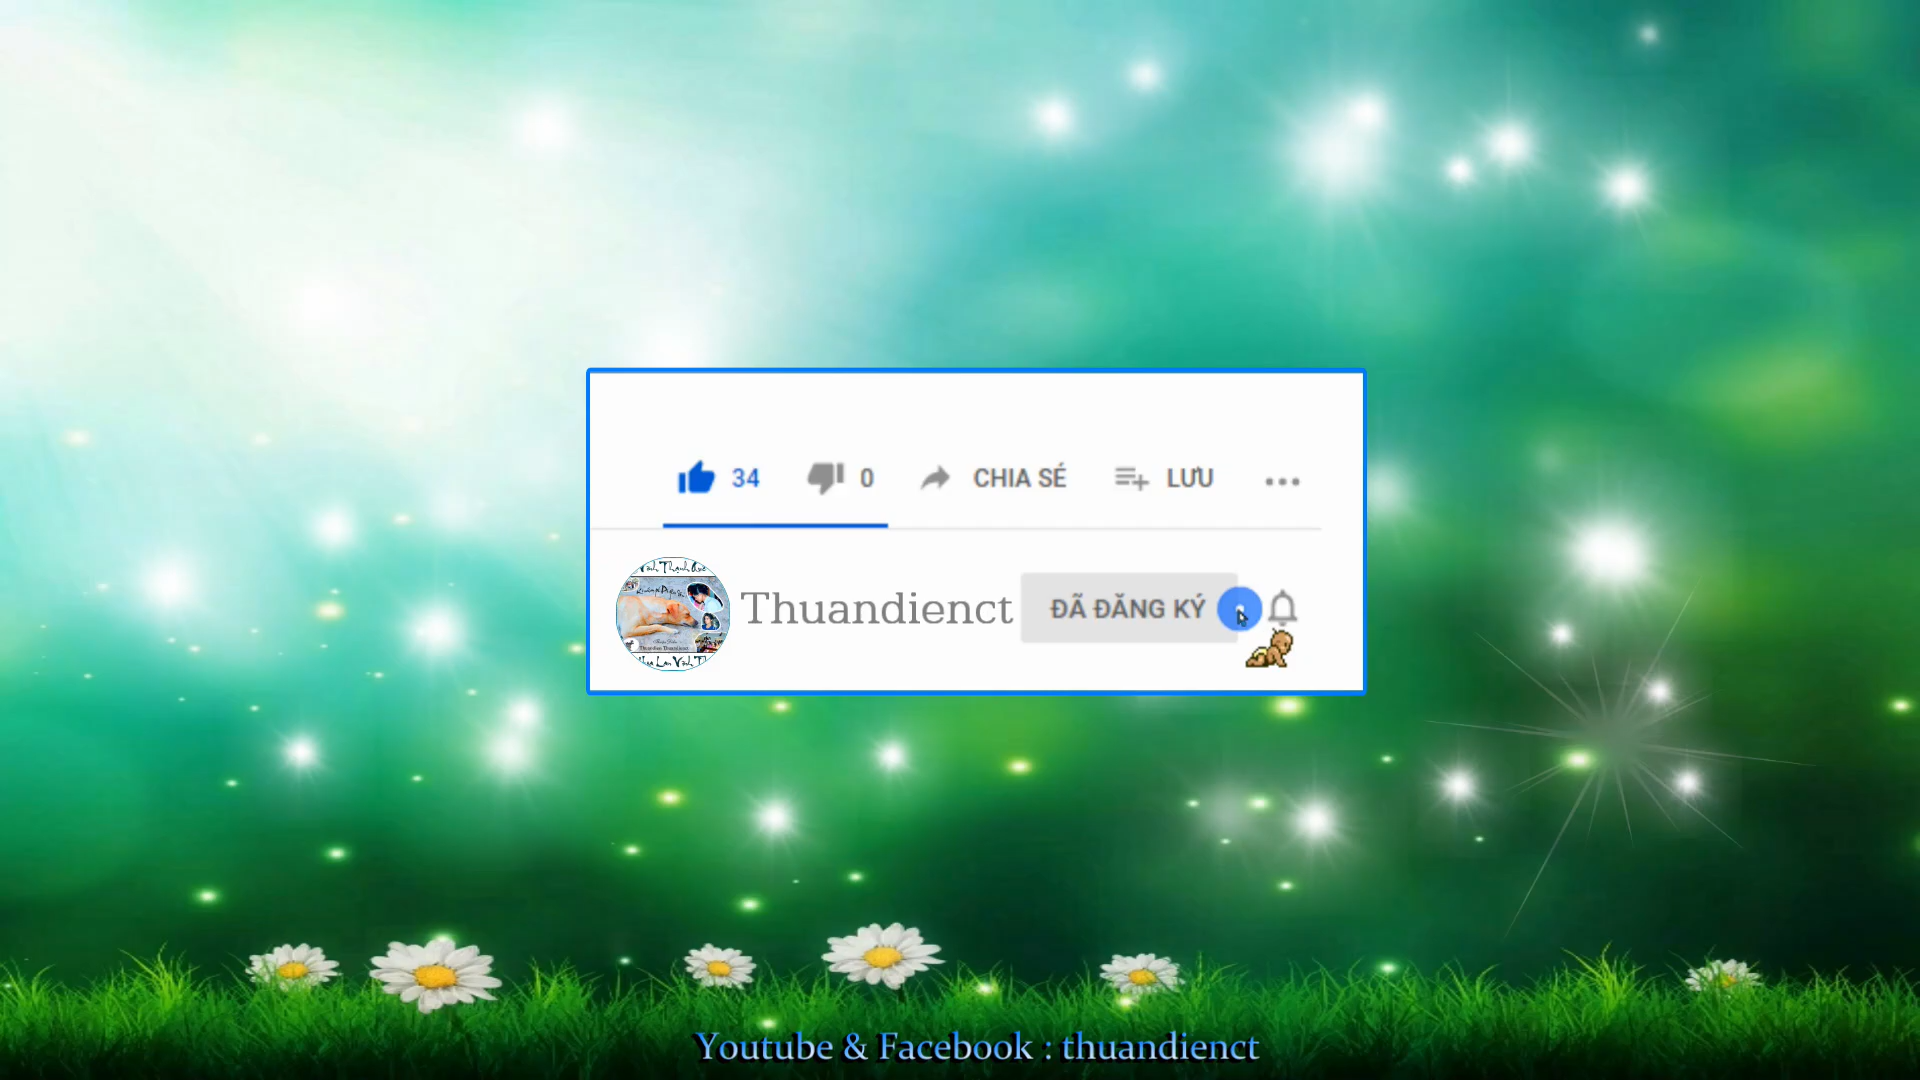 34 0 CHIA SẺ LƯU
Thuandienct ĐÃ ĐĂNG KÝ
Youtube & Facebook : thuandienct